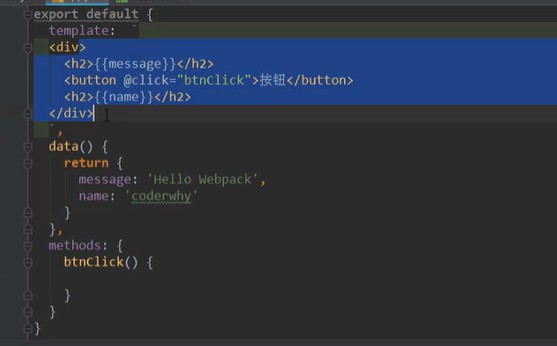 export default {
template: `
<div>
<h2>{{message}}</h2>
<button @click="btnClick">按钮</button>
<h2>{{name}}</h2>
</div>
`,
data() {
return {
message: 'Hello Webpack',
name: 'coderwhy'
}
},
methods: {
btnClick() {
}
}
}